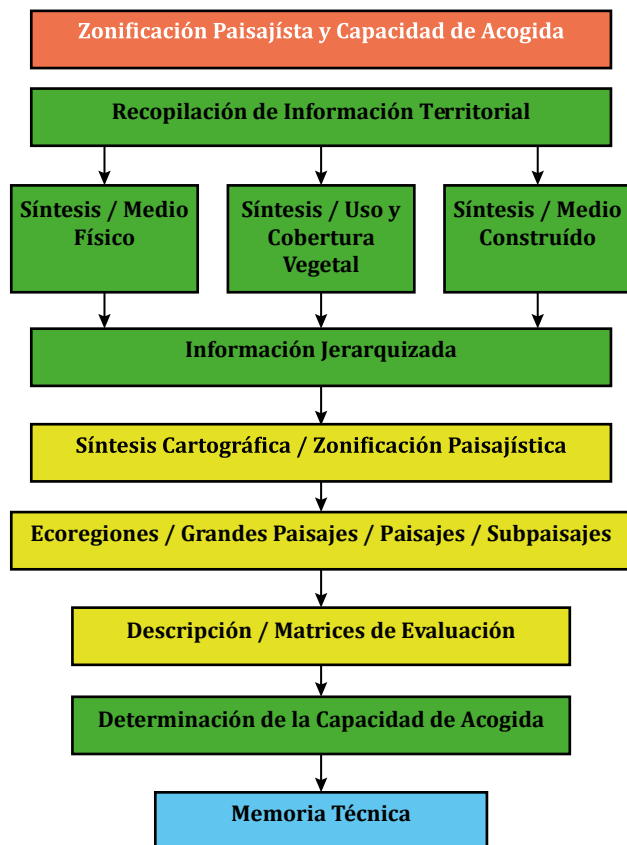 Zonificación Paisajísta y Capacidad de Acogida
Recopilación de Información Territorial
Síntesis / Medio
Físico
Síntesis / Uso y
Cobertura
Vegetal
Síntesis / Medio
Construído
Información Jerarquizada
Síntesis Cartográfica / Zonificación Paisajística
Ecoregiones / Grandes Paisajes / Paisajes / Subpaisajes
Descripción / Matrices de Evaluación
Determinación de la Capacidad de Acogida
Memoria Técnica